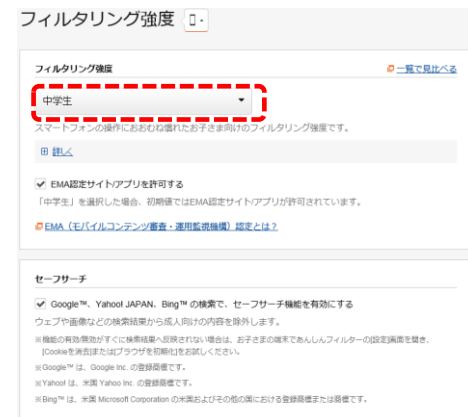 フィルタリング強度
フィルタリング強度
一覧で見比べる
中学生
スマートフォンの操作におおむね慣れたお子さま向けのフィルタリング強度です。
詳しく
EMA認定サイト/アプリを許可する
「中学生」を選択した場合、初期値ではEMA認定サイト/アプリが許可されています。
EMA（モバイルコンテンツ審査・運用監視機構）認定とは？
セーフサーチ
Google™、Yahoo! JAPAN、Bing™ の検索で、セーフサーチ機能を有効にする
ウェブや画像などの検索結果から成人向けの内容を除外します。
※機能の有効/無効がすぐに検索結果へ反映されない場合は、お子さまの端末であんしんフィルターの[設定]画面を開き、
[Cookieを消去]または[ブラウザを初期化]をお試しください。
※Google™ は、Google Inc. の登録商標です。
※Yahoo! は、米国 Yahoo Inc. の登録商標です。
※Bing™ は、米国 Microsoft Corporation の米国およびその他の国における登録商標または商標です。